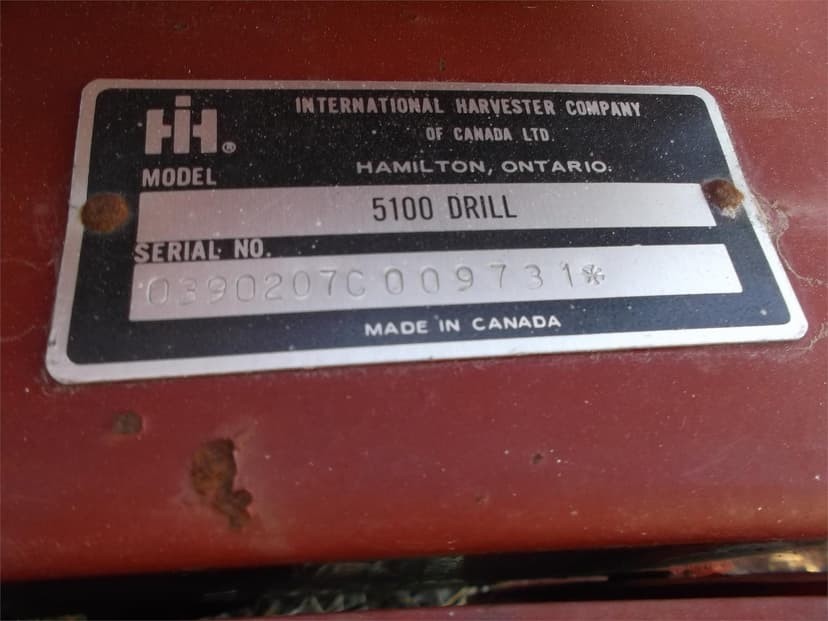 IH® INTERNATIONAL HARVESTER COMPANY
OF CANADA LTD.
HAMILTON, ONTARIO.
MODEL
5100 DRILL
SERIAL NO.
0390207C009731*
MADE IN CANADA